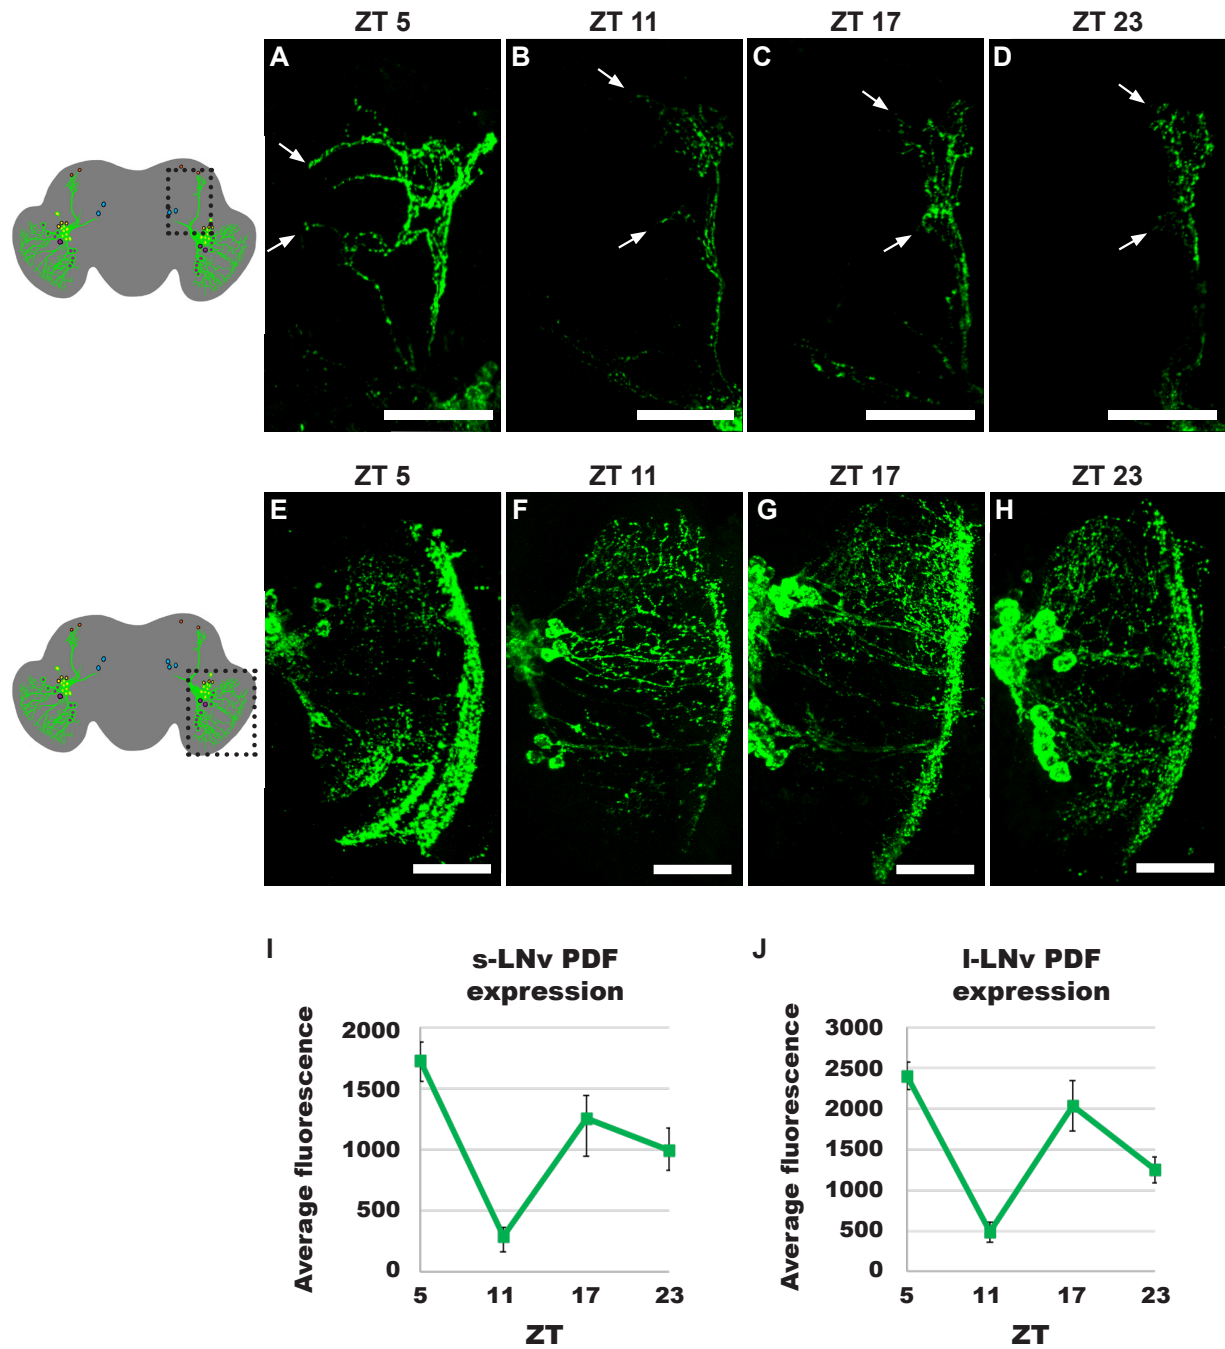 ZT 5 ZT 11 ZT 17 ZT 23
A B C D
ZT 5 ZT 11 ZT 17 ZT 23
E F G H
I
s-LNv PDF
expression
Average fluorescence
2000
1500
1000
500
0
5 11 17 23
ZT
J
l-LNv PDF
expression
Average fluorescence
3000
2500
2000
1500
1000
500
0
5 11 17 23
ZT